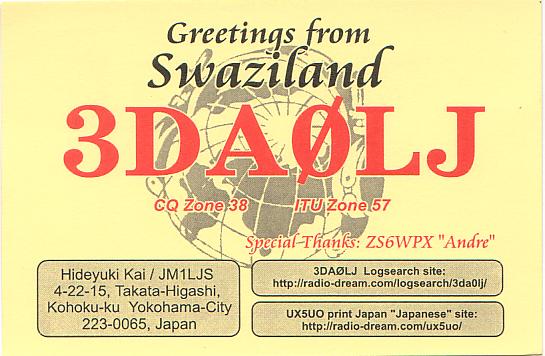 Greetings from
Swaziland
3DAØLJ
CQ Zone 38 ITU Zone 57
Special Thanks: ZS6WPX "Andre"
Hideyuki Kai / JM1LJS
4-22-15, Takata-Higashi,
Kohoku-ku Yokohama-City
223-0065, Japan
3DAØLJ Logsearch site:
http://radio-dream.com/logsearch/3da0lj/
UX5UO print Japan "Japanese" site:
http://radio-dream.com/ux5uo/